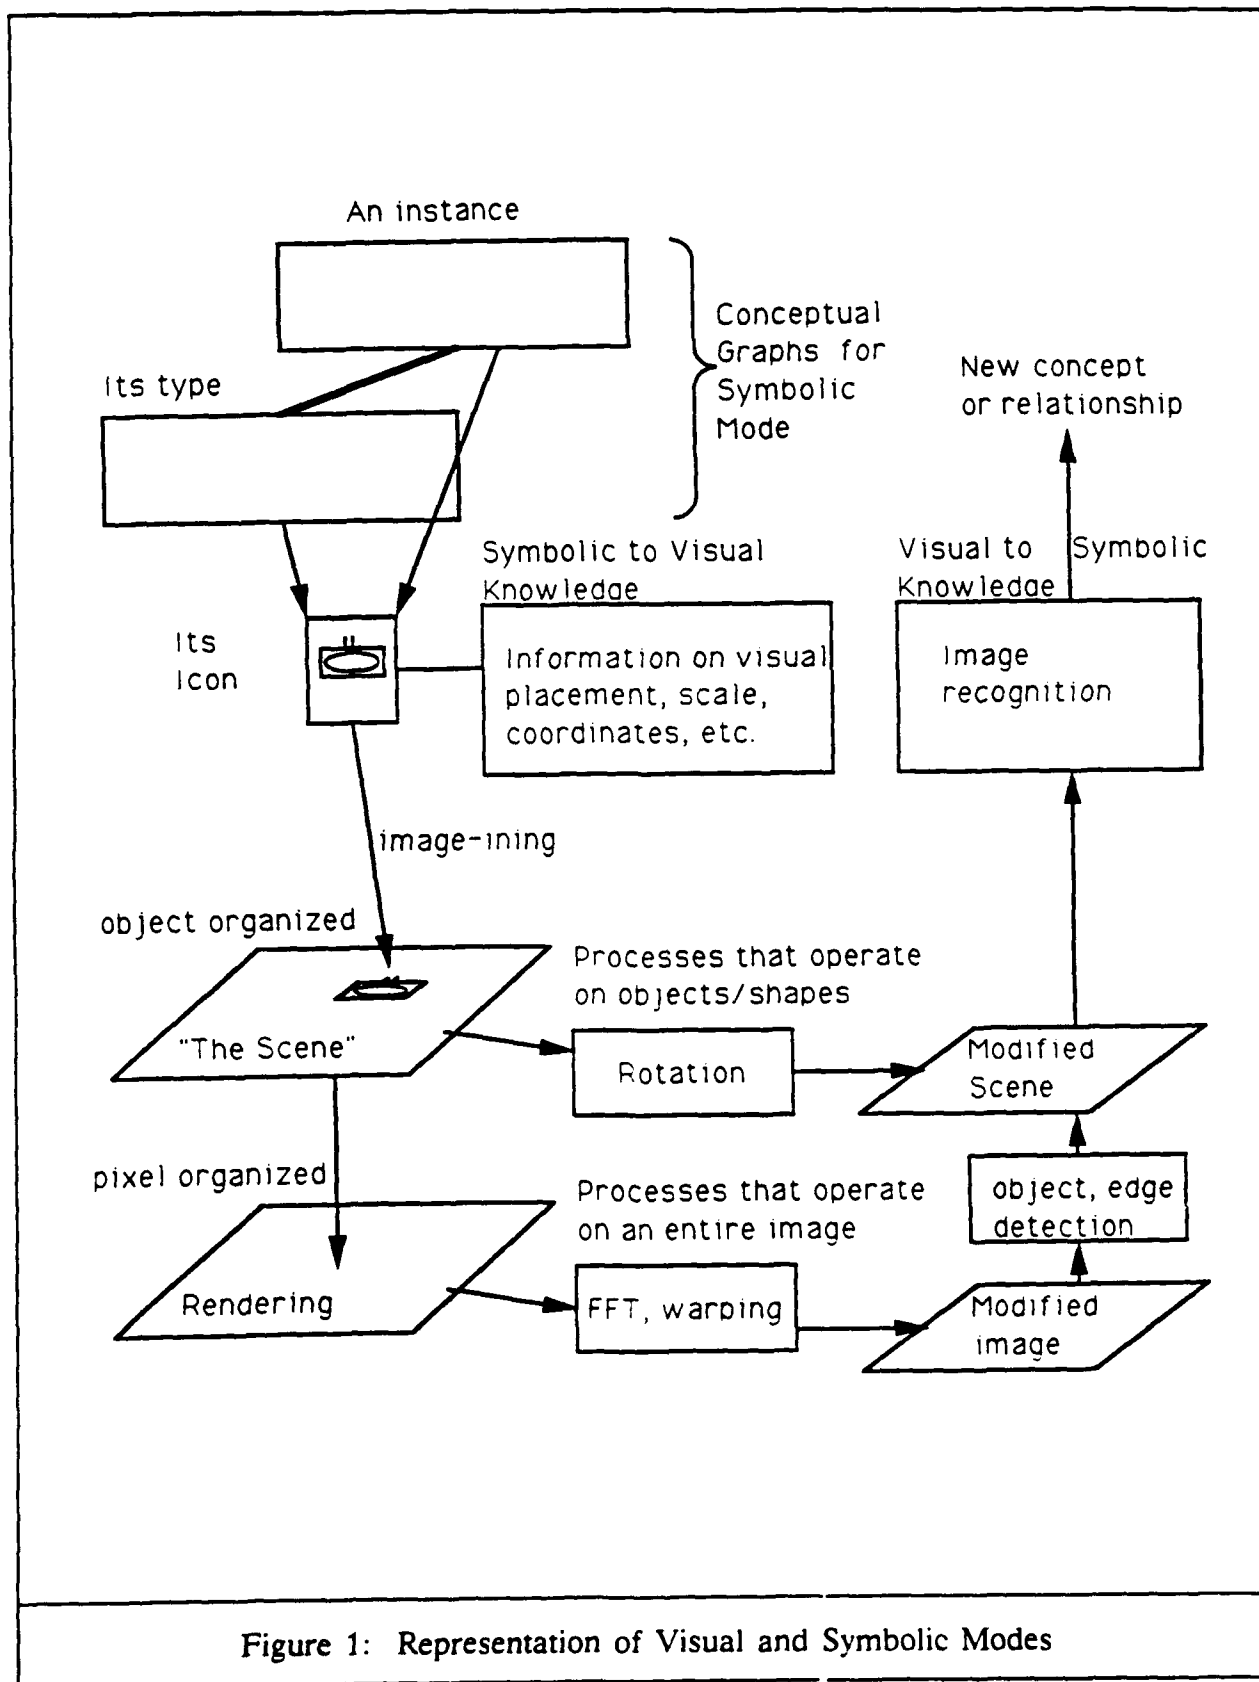 An instance
Conceptual
Graphs for
Symbolic
Mode
Its type
New concept
or relationship
Symbolic to Visual
Knowledge
Visual to Symbolic
Knowledge
Its
Icon
Information on visual
placement, scale,
coordinates, etc.
Image
recognition
image-ining
object organized
Processes that operate
on objects/shapes
"The Scene"
Rotation
Modified
Scene
pixel organized
Processes that operate
on an entire image
object, edge
detection
Rendering
FFT, warping
Modified
image
Figure 1: Representation of Visual and Symbolic Modes